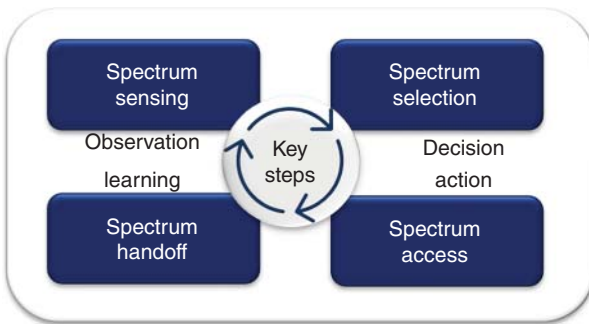 Spectrum
sensing
Spectrum
selection
Observation
learning
Key
steps
Decision
action
Spectrum
handoff
Spectrum
access